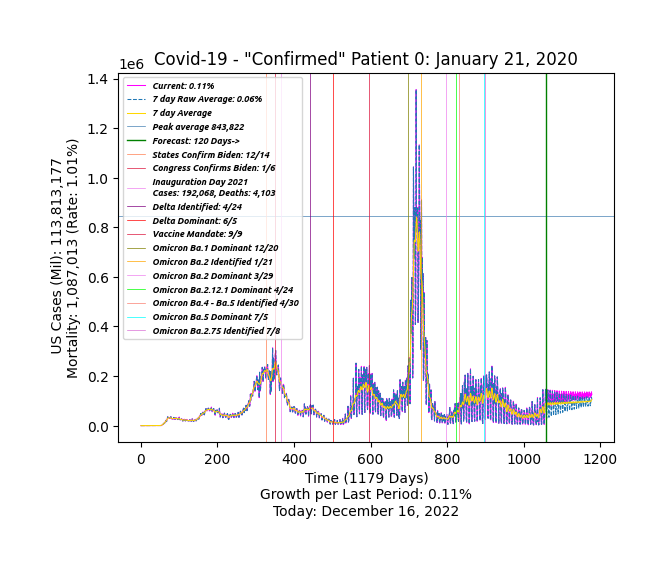 Covid-19 - "Confirmed" Patient 0: January 21, 2020
1e6
1.4
1.2
1.0
0.8
0.6
0.4
0.2
0.0
US Cases (Mil): 113,813,177
Mortality: 1,087,013 (Rate: 1.01%)
Current: 0.11%
7 day Raw Average: 0.06%
7 day Average
Peak average 843,822
Forecast: 120 Days->
States Confirm Biden: 12/14
Congress Confirms Biden: 1/6
Inauguration Day 2021
Cases: 192,068, Deaths: 4,103
Delta Identified: 4/24
Delta Dominant: 6/5
Vaccine Mandate: 9/9
Omicron Ba.1 Dominant 12/20
Omicron Ba.2 Identified 1/21
Omicron Ba.2 Dominant 3/29
Omicron Ba.2.12.1 Dominant 4/24
Omicron Ba.4 - Ba.5 Identified 4/30
Omicron Ba.5 Dominant 7/5
Omicron Ba.2.75 Identified 7/8
0
200
400
600
800
1000
1200
Time (1179 Days)
Growth per Last Period: 0.11%
Today: December 16, 2022